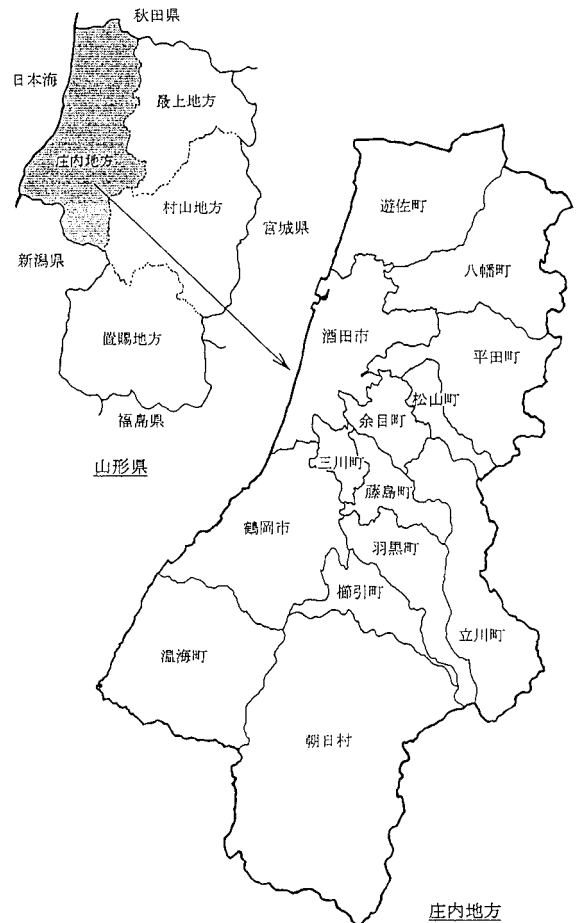 秋田県
日本海
最上地方
庄内地方
村山地方
宮城県
新潟県
置賜地方
福島県
山形県
遊佐町
八幡町
酒田市
平田町
松山町
余目町
三川町
藤島町
鶴岡市
羽黒町
櫛引町
立川町
温海町
朝日村
庄内地方